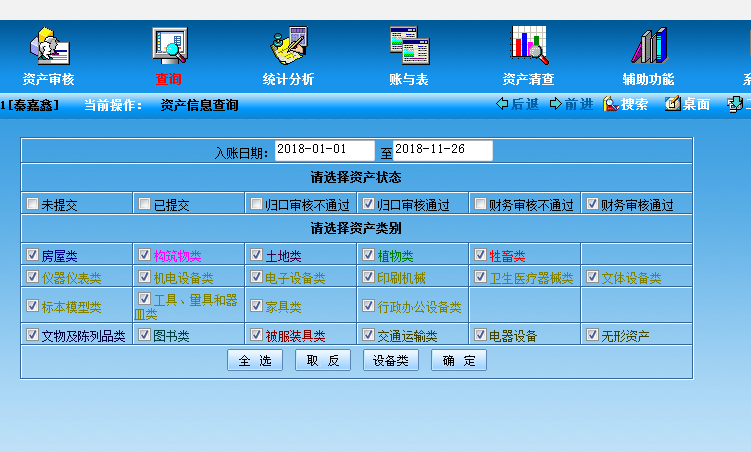 资产审核 查询 统计分析 账与表 资产清查 辅助功能
1[秦嘉鑫] 当前操作: 资产信息查询 后退 前进 搜索 桌面
入账日期: 2018-01-01 至 2018-11-26
请选择资产状态
未提交 已提交 归口审核不通过 归口审核通过 财务审核不通过 财务审核通过
请选择资产类别
房屋类 构筑物类 土地类 植物类 牲畜类
仪器仪表类 机电设备类 电子设备类 印刷机械 卫生医疗器械类 文体设备类
标本模型类 工具、量具和器 家具类 行政办公设备类
皿类
文物及陈列品类 图书类 被服装具类 交通运输类 电器设备 无形资产
全 选 取 反 设备类 确 定